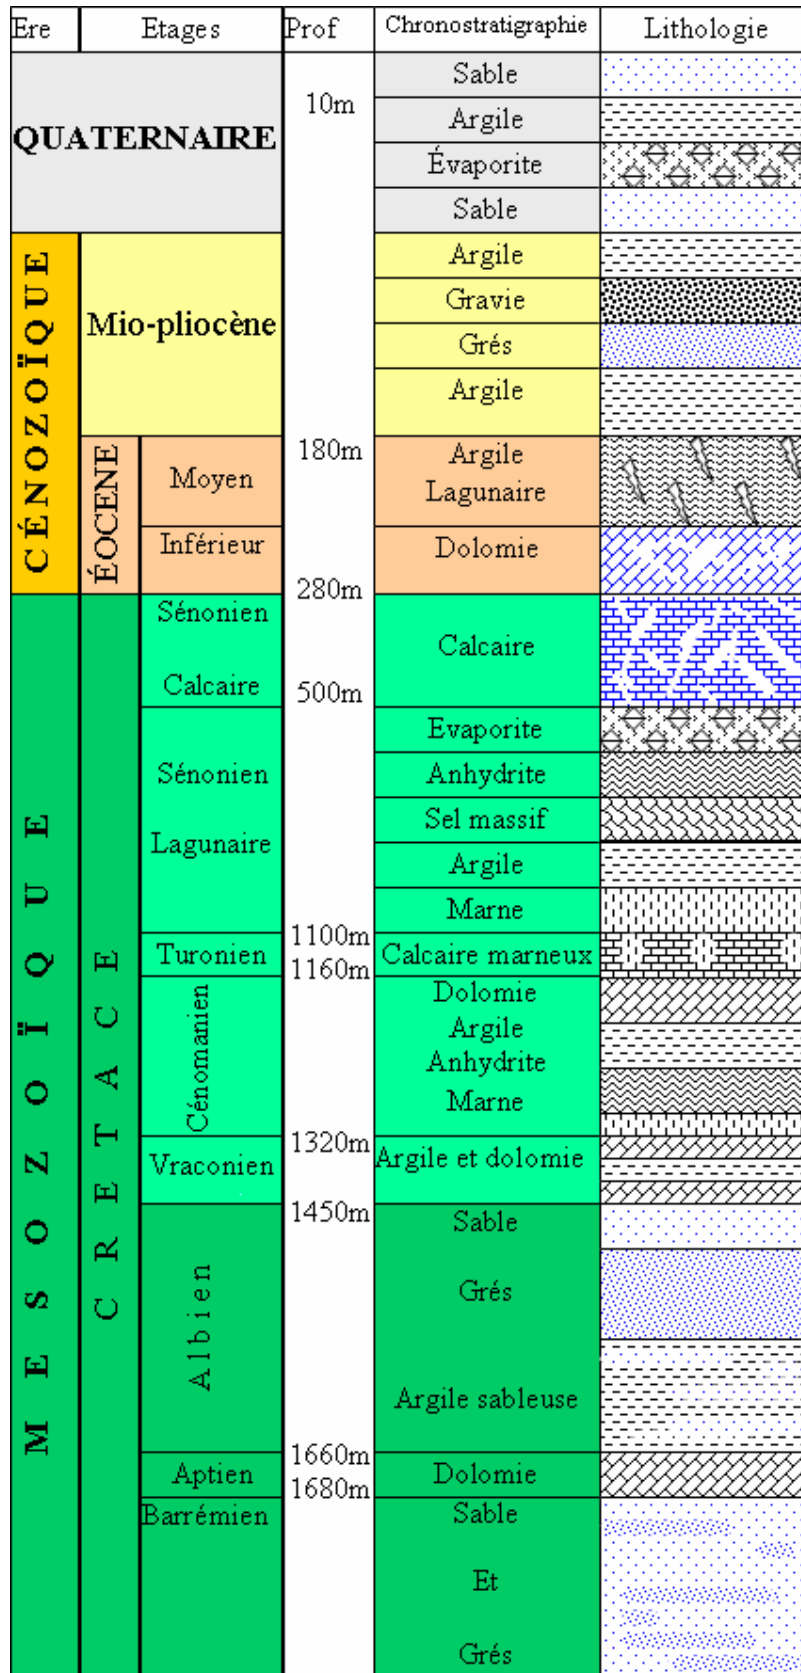 Ere Etages Prof Chronostratigraphie Lithologie
QUATERNAIRE
10m
Sable
Argile
Évaporite
Sable
CÉNOZOÏQUE
Mio-pliocène
Argile
Gravie
Grés
Argile
ÉOCENE
180m
Moyen
Argile
Lagunaire
Inférieur
Dolomie
280m
MESOZOÏQUE
CRETACE
Sénonien
Calcaire
Calcaire
500m
Sénonien
Lagunaire
Evaporite
Anhydrite
Sel massif
Argile
Marne
1100m
Turonien
Calcaire marneux
1160m
Cénomanien
Dolomie
Argile
Anhydrite
Marne
1320m
Vraconien
Argile et dolomie
1450m
Albien
Sable
Grés
Argile sableuse
1660m
Aptien
Dolomie
1680m
Barrémien
Sable
Et
Grés